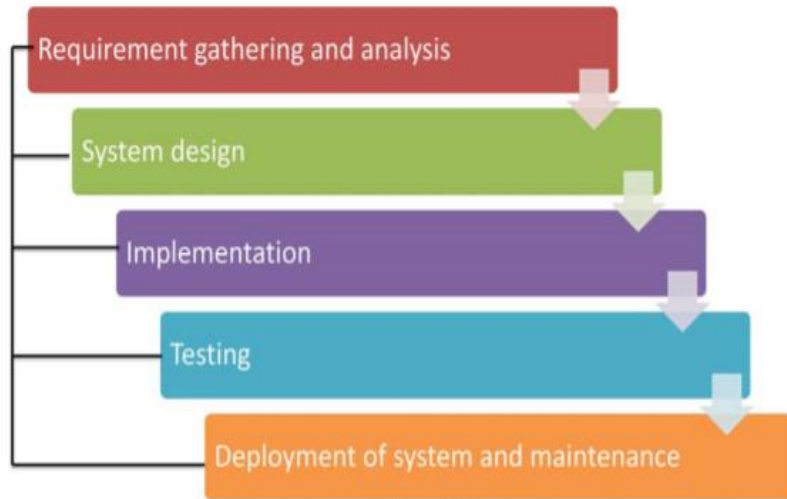 Requirement gathering and analysis
System design
Implementation
Testing
Deployment of system and maintenance